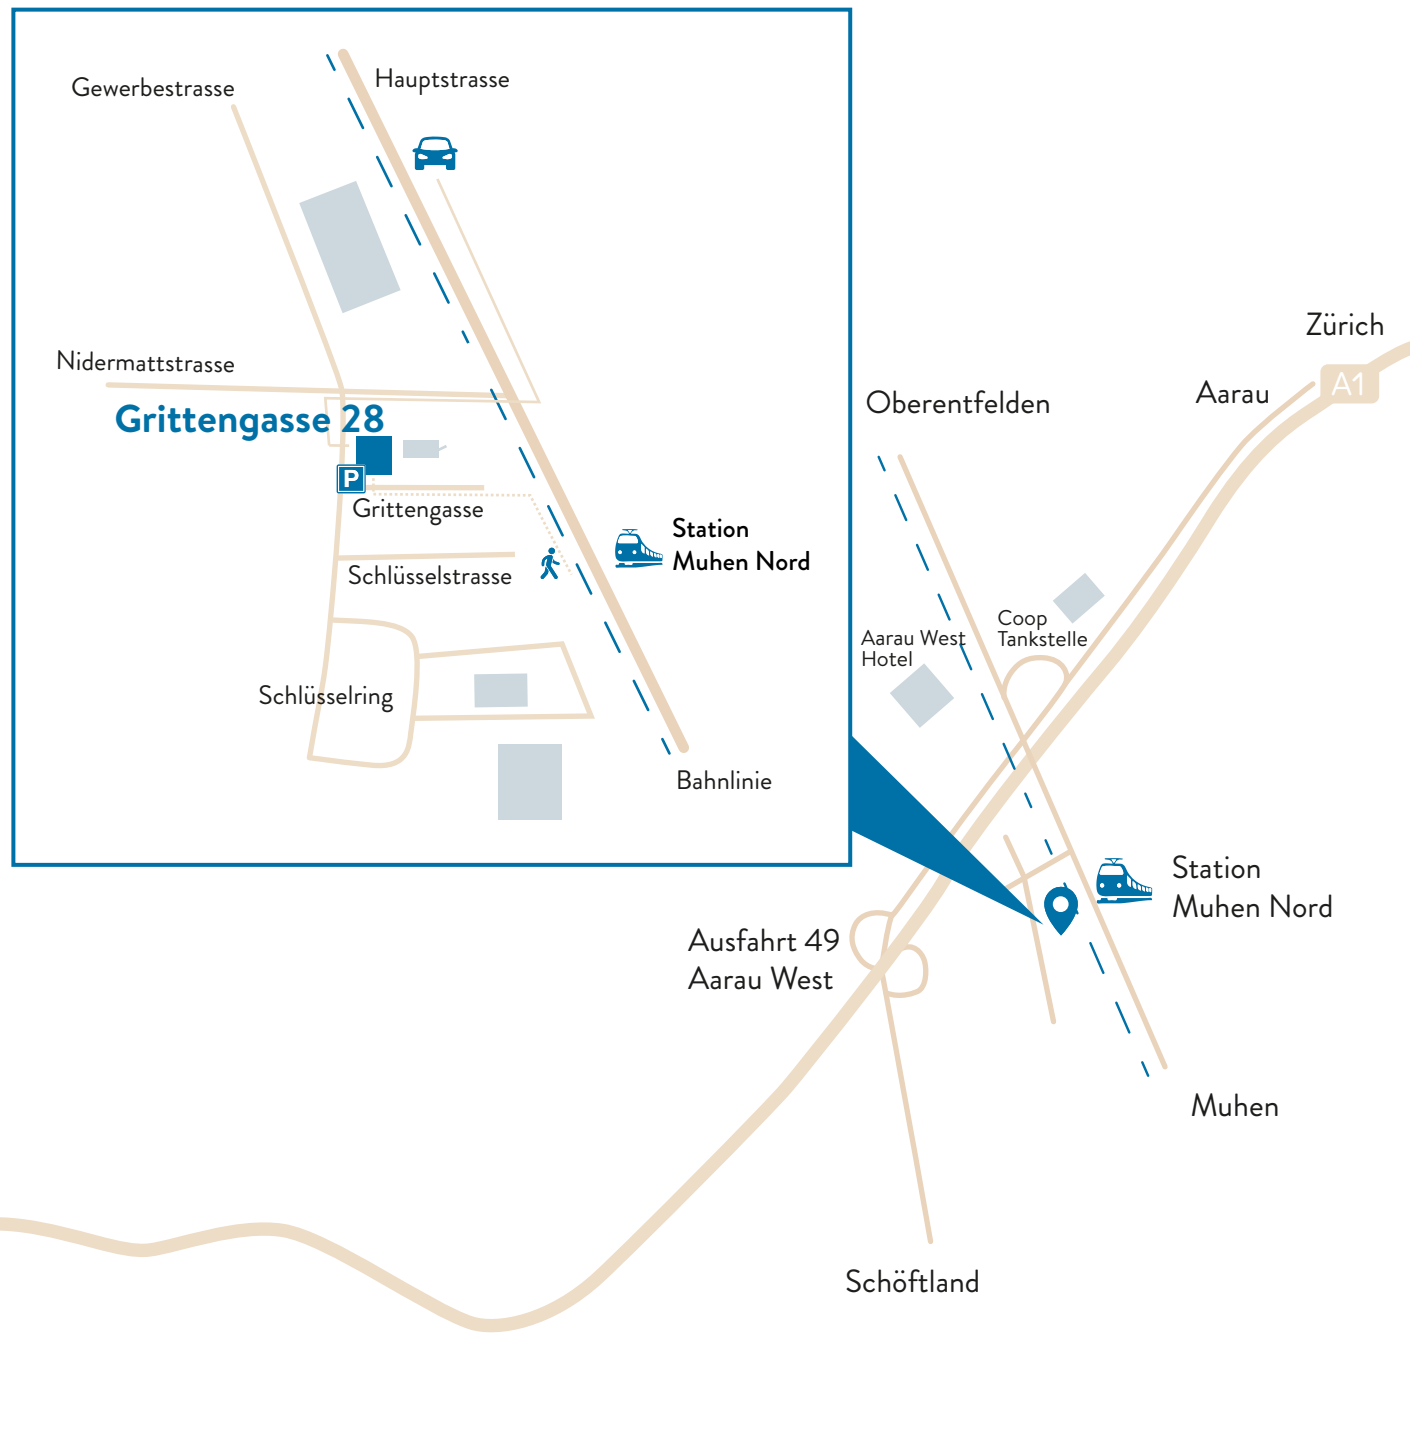 Hauptstrasse
Gewerbestrasse
Nidermattstrasse
Grittengasse 28
P
Grittengasse
Station
Muhen Nord
Schlüsselstrasse
Schlüsselring
Bahnlinie
Zürich
A1
Aarau
Oberentfelden
Coop
Tankstelle
Aarau West
Hotel
Station
Muhen Nord
Ausfahrt 49
Aarau West
Muhen
Schöftland